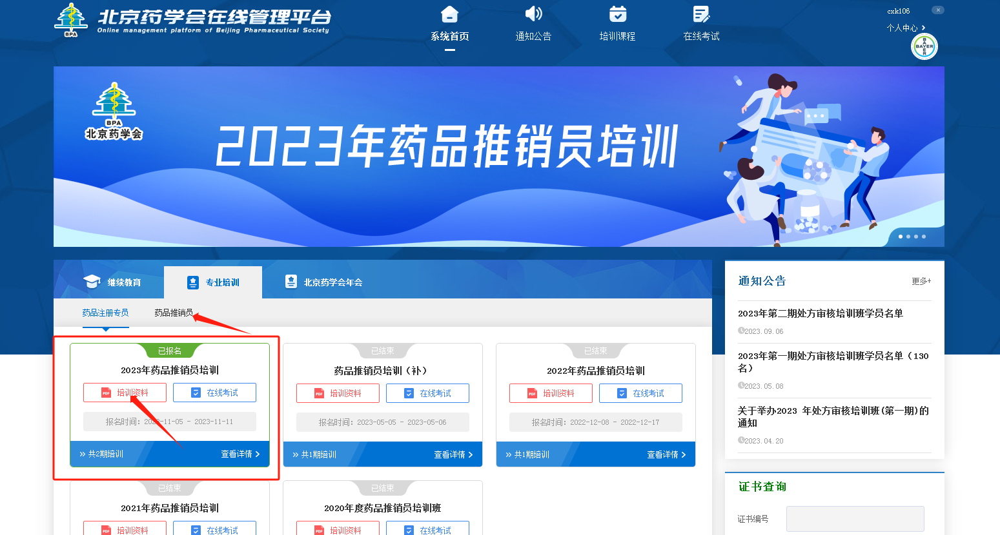 BPA
北京药学会在线管理平台
Online management platform of Beijing Pharmaceutical Society
系统首页
通知公告
培训课程
在线考试
cxk106
个人中心
BAYER
BAYER
BPA
北京药学会
2023年药品推销员培训
继续教育
专业培训
北京药学会年会
药品注册专员
药品推销员
已报名
2023年药品推销员培训
PDF 培训资料
在线考试
报名时间: 2023-11-05 - 2023-11-11
共2期培训
查看详情
已结束
药品推销员培训（补）
PDF 培训资料
在线考试
报名时间: 2023-05-05 - 2023-05-06
共1期培训
查看详情
已结束
2022年药品推销员培训
PDF 培训资料
在线考试
报名时间: 2022-12-08 - 2022-12-17
共1期培训
查看详情
已结束
2021年药品推销员培训
PDF 培训资料
在线考试
已结束
2020年度药品推销员培训班
PDF 培训资料
在线考试
通知公告
更多+
2023年第二期处方审核培训班学员名单
2023.09.06
2023年第一期处方审核培训班学员名单（130
名）
2023.05.08
关于举办2023 年处方审核培训班(第一期)的
通知
2023.04.20
证书查询
证书编号